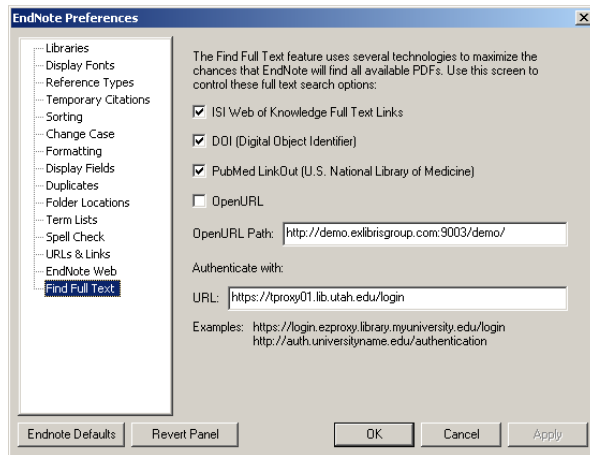 EndNote Preferences
Libraries
Display Fonts
Reference Types
Temporary Citations
Sorting
Change Case
Formatting
Display Fields
Duplicates
Folder Locations
Term Lists
Spell Check
URLs & Links
EndNote Web
Find Full Text
The Find Full Text feature uses several technologies to maximize the
chances that EndNote will find all available PDFs. Use this screen to
control these full text search options:
ISI Web of Knowledge Full Text Links
DOI (Digital Object Identifier)
PubMed LinkOut (U.S. National Library of Medicine)
OpenURL
OpenURL Path: http://demo.exlibrisgroup.com:9003/demo/
Authenticate with:
URL: https://tproxy01.lib.utah.edu/login
Examples: https://login.ezproxy.library.myuniversity.edu/login
http://auth.universityname.edu/authentication
Endnote Defaults Revert Panel OK Cancel Apply